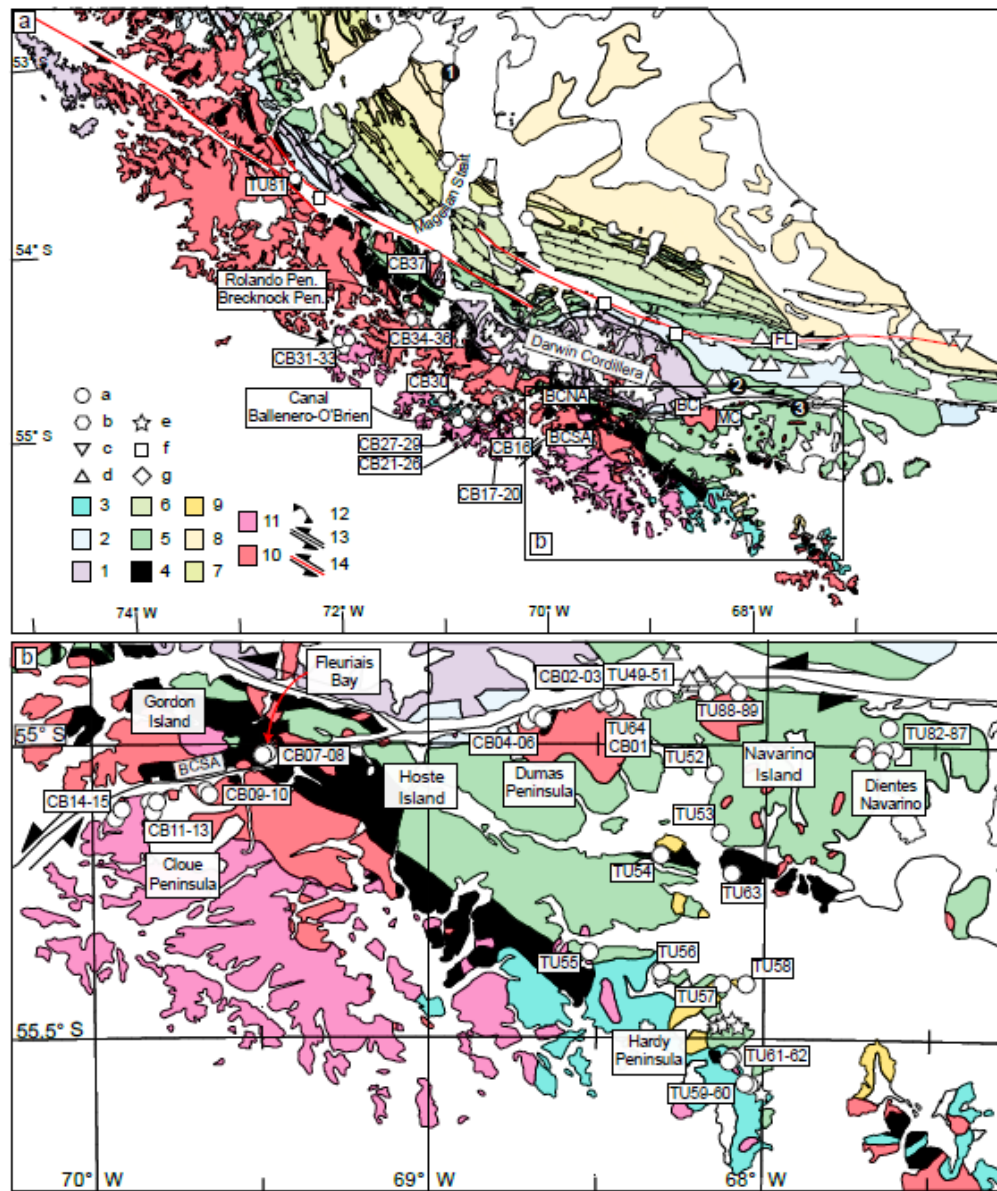 a
53°
1
Magellan Strait
TU81
54° S
CB37
Rolando Pen.
Brecknock Pen.
CB34-36
FL
Darwin Cordillera
CB31-33
2
CB30
BCNA
BC
3
Canal
Ballenero-O'Brien
MC
55° S
CB27-29
CB16
BCSA
CB21-26
CB17-20
a
b
e
c
f
d
g
3
6
9
11
12
2
5
8
13
1
4
7
10
14
b
74° W
72° W
70° W
68° W
b
Fleuriais
Bay
CB02-03
TU49-51
Gordon
Island
TU88-89
55° S
TU64
CB01
TU82-87
CB07-08
CB04-06
BCSA
TU52
Navarino
Island
Hoste
Island
Dumas
Peninsula
Dientes
Navarino
CB14-15
CB09-10
CB11-13
TU53
Cloue
Peninsula
TU54
TU63
TU55
TU56
TU58
TU57
55.5° S
Hardy
Peninsula
TU61-62
TU59-60
70° W
69° W
68° W